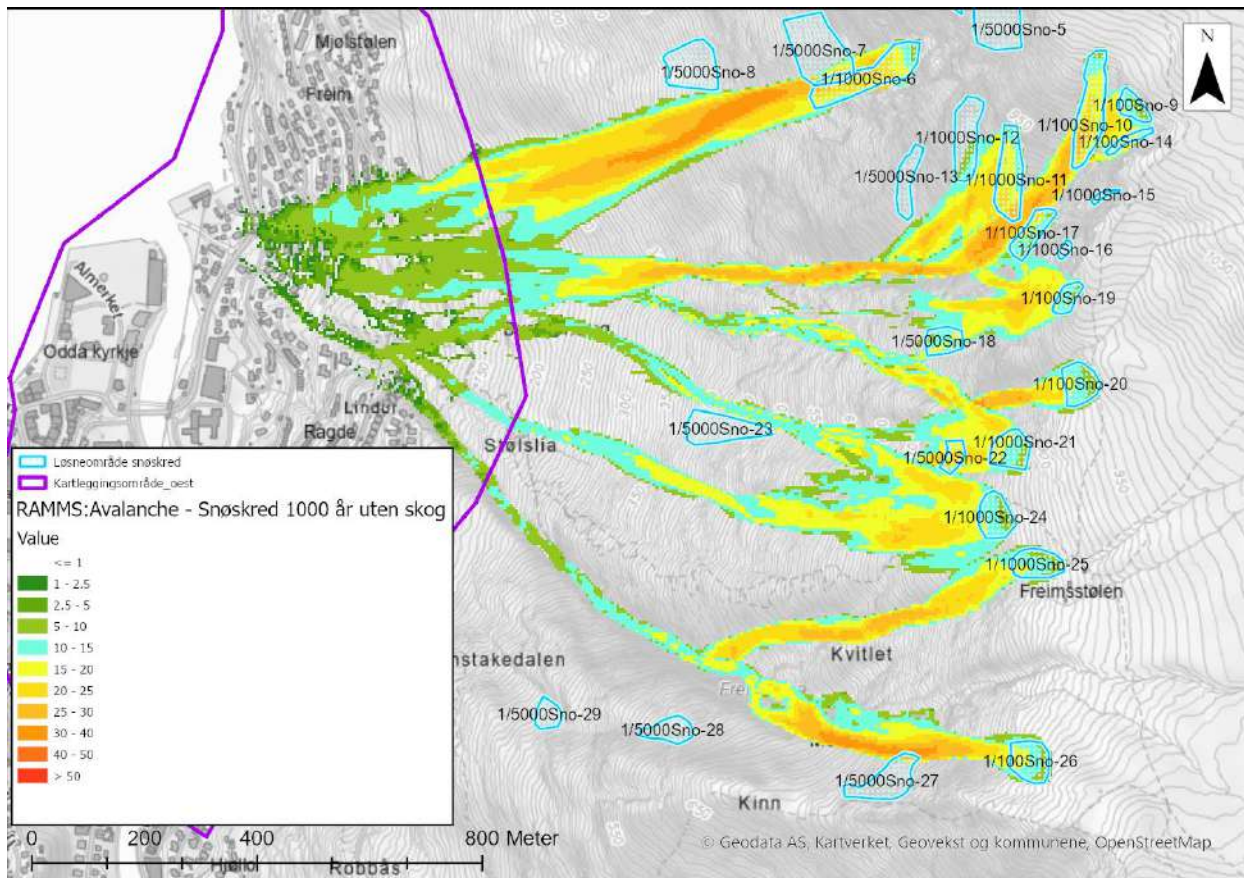 Mjølstølen
Freim
N
1/5000Sno-5
1/5000Sno-7
1/5000Sno-8
1/1000Sno-6
1/100Sno-9
1/100Sno-10
1/1000Sno-12
1/100Sno-14
1/5000Sno-13
1/1000Sno-11
1/1000Sno-15
1/100Sno-17
1/100Sno-16
1/100Sno-19
1/5000Sno-18
Almerket
Odda kyrkje
1/100Sno-20
Lindur
Ragde
1/5000Sno-23
1/1000Sno-21
1/5000Sno-22
Stølslia
1/1000Sno-24
1/1000Sno-25
Freimsstølen
Kvitlet
nstakedalen
1/5000Sno-29
1/5000Sno-28
1/100Sno-26
1/5000Sno-27
Kinn
Løsneområde snøskred
Kartleggingsområde_oest
RAMMS:Avalanche - Snøskred 1000 år uten skog
Value
<= 1
1 - 2.5
2.5 - 5
5 - 10
10 - 15
15 - 20
20 - 25
25 - 30
30 - 40
40 - 50
> 50
0 200 400 800 Meter
Hjøllo
Robbås
© Geodata AS, Kartverket, Geovekst og kommunene, OpenStreetMap